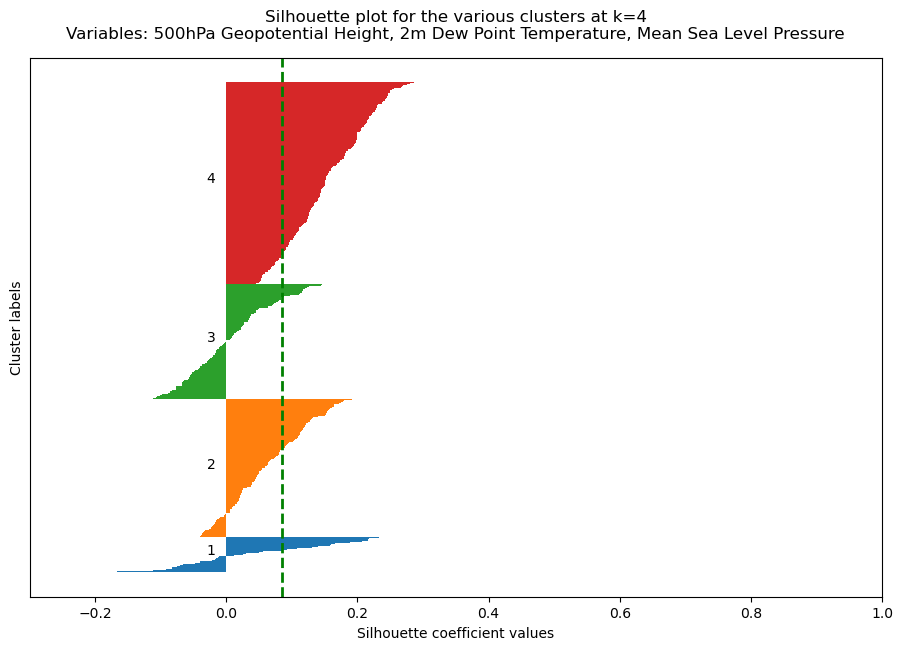 Silhouette plot for the various clusters at k=4
Variables: 500hPa Geopotential Height, 2m Dew Point Temperature, Mean Sea Level Pressure
Cluster labels
4
3
2
1
−0.2 0.0 0.2 0.4 0.6 0.8 1.0
Silhouette coefficient values